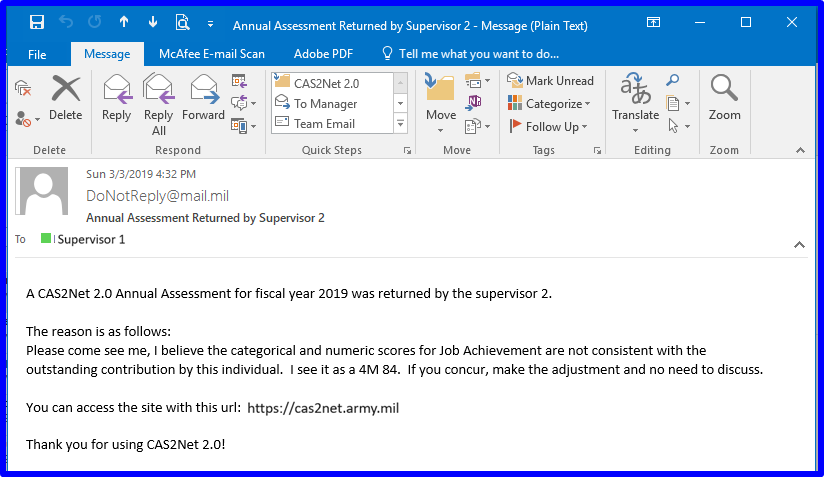 Annual Assessment Returned by Supervisor 2 - Message (Plain Text)
File Message McAfee E-mail Scan Adobe PDF Tell me what you want to do...
Delete Reply Reply All Forward
CAS2Net 2.0
To Manager
Team Email
Move
Mark Unread
Categorize
Follow Up
Translate
Zoom
Delete Respond Quick Steps Move Tags Editing Zoom
Sun 3/3/2019 4:32 PM
DoNotReply@mail.mil
Annual Assessment Returned by Supervisor 2
To Supervisor 1
A CAS2Net 2.0 Annual Assessment for fiscal year 2019 was returned by the supervisor 2.
The reason is as follows:
Please come see me, I believe the categorical and numeric scores for Job Achievement are not consistent with the
outstanding contribution by this individual.  I see it as a 4M 84.  If you concur, make the adjustment and no need to discuss.
You can access the site with this url:  https://cas2net.army.mil
Thank you for using CAS2Net 2.0!